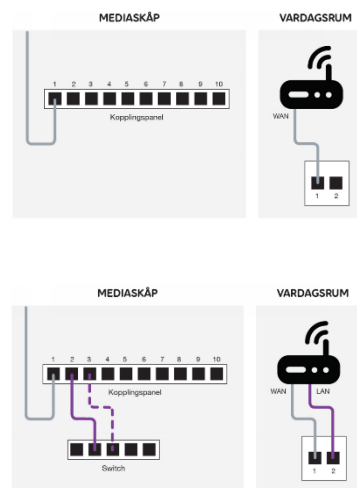 MEDIASKÅP
VARDAGSRUM
1 2 3 4 5 6 7 8 9 10
Kopplingspanel
WAN
1 2
MEDIASKÅP
VARDAGSRUM
1 2 3 4 5 6 7 8 9 10
Kopplingspanel
Switch
WAN LAN
1 2